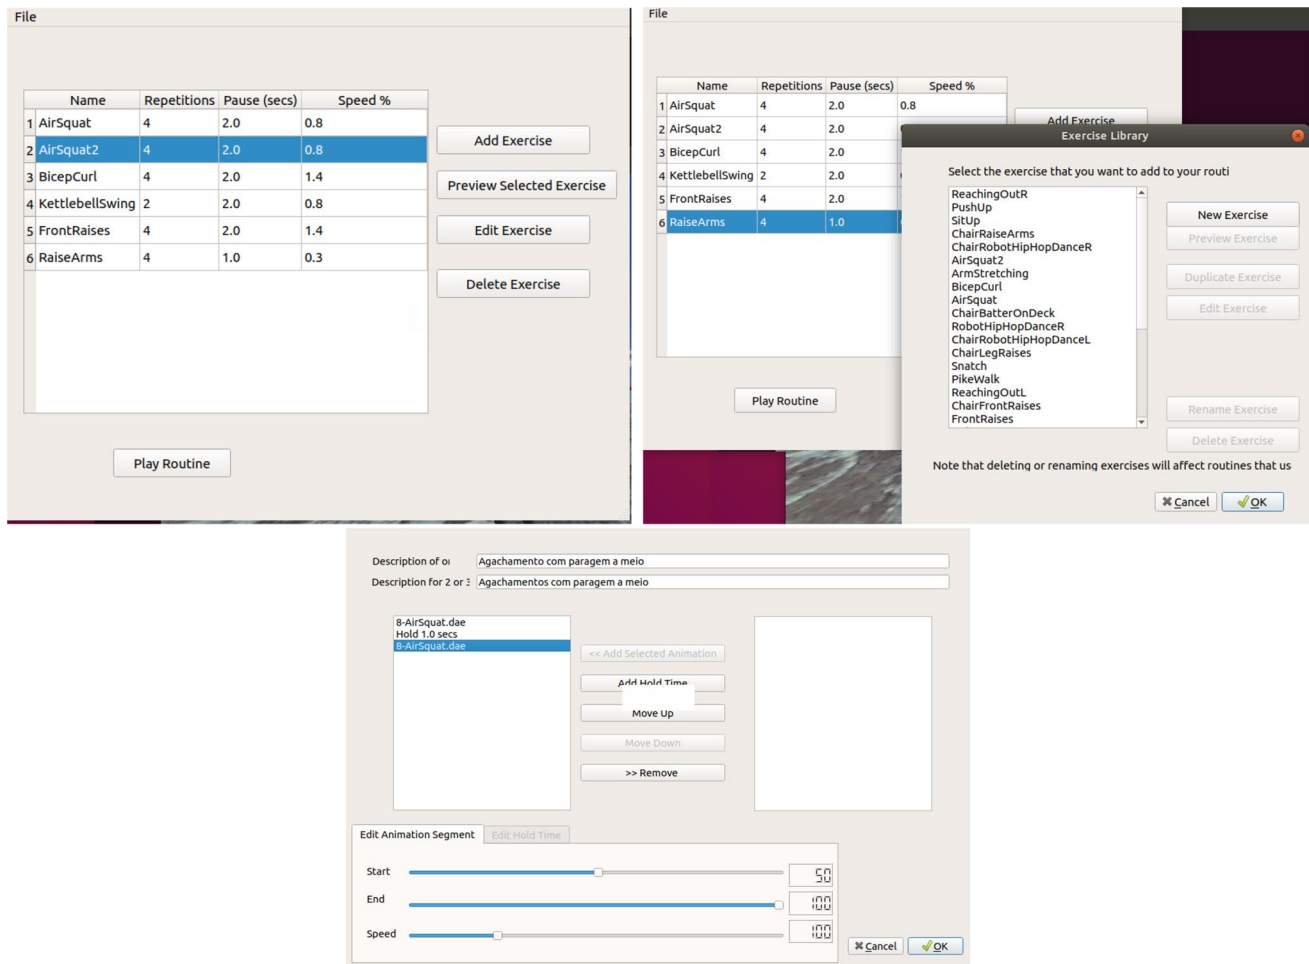 File
Name Repetitions Pause (secs) Speed %
1 AirSquat 4 2.0 0.8
2 AirSquat2 4 2.0 0.8
3 BicepCurl 4 2.0 1.4
4 KettlebellSwing 2 2.0 0.8
5 FrontRaises 4 2.0 1.4
6 RaiseArms 4 1.0 0.3
Add Exercise
Preview Selected Exercise
Edit Exercise
Delete Exercise
Play Routine
File
Name Repetitions Pause (secs) Speed %
1 AirSquat 4 2.0 0.8
2 AirSquat2 4 2.0
3 BicepCurl 4 2.0
4 KettlebellSwing 2 2.0
5 FrontRaises 4 2.0
6 RaiseArms 4 1.0
Add Exercise
Play Routine
Exercise Library
Select the exercise that you want to add to your routi
ReachingOutR
PushUp
SitUp
ChairRaiseArms
ChairRobotHipHopDanceR
AirSquat2
ArmStretching
BicepCurl
AirSquat
ChairBatterOnDeck
RobotHipHopDanceR
ChairRobotHipHopDanceL
ChairLegRaises
Snatch
PikeWalk
ReachingOutL
ChairFrontRaises
FrontRaises
New Exercise
Preview Exercise
Duplicate Exercise
Edit Exercise
Rename Exercise
Delete Exercise
Note that deleting or renaming exercises will affect routines that us
Cancel OK
Description of Agachamento com paragem a meio
Description for 2 or 3 Agachamentos com paragem a meio
8-AirSquat.dae
Hold 1.0 secs
8-AirSquat.dae
<< Add Selected Animation
Add Hold Time
Move Up
Move Down
>> Remove
Edit Animation Segment Edit Hold Time
Start 50
End 100
Speed 100
Cancel OK